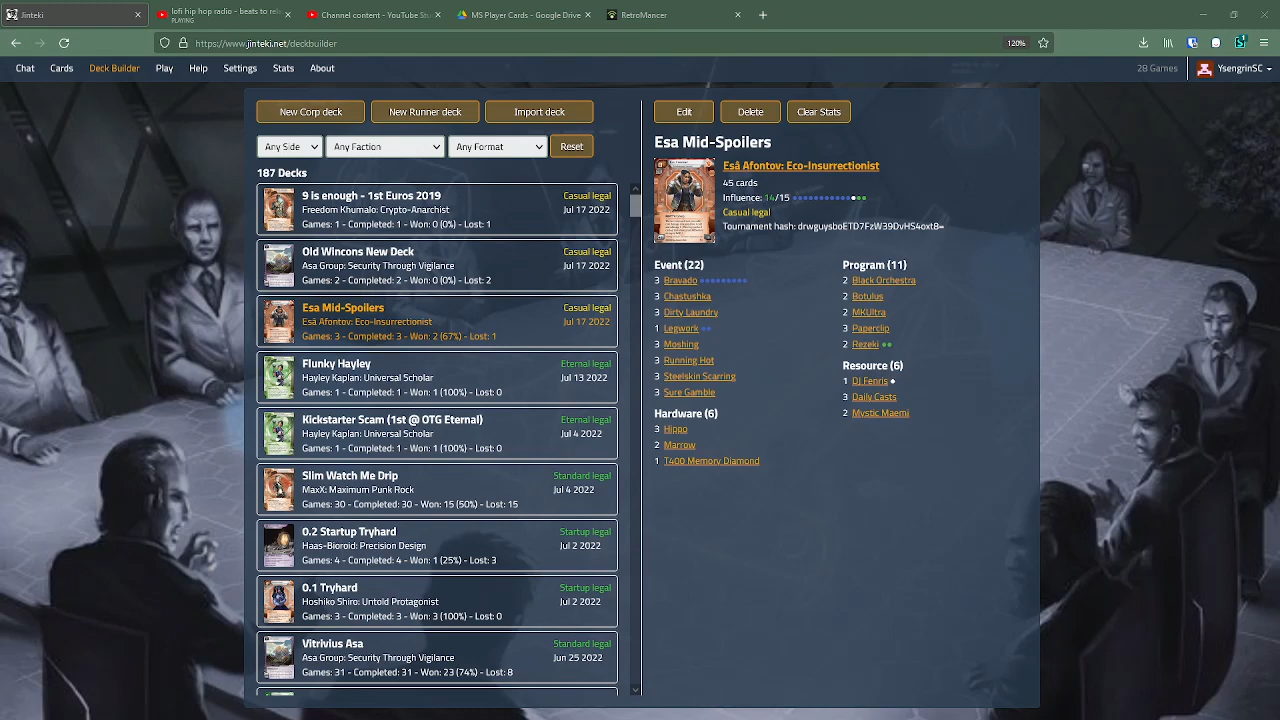 Jinteki
lofi hip hop radio - beats to rel
PLAYING
Channel content - YouTube Stu
MS Player Cards - Google Drive
RetroMancer
https://www.jinteki.net/deckbuilder
120%
Chat Cards Deck Builder Play Help Settings Stats About
28 Games YsengrinSC
New Corp deck New Runner deck Import deck
Any Side Any Faction Any Format Reset
187 Decks
9 is enough - 1st Euros 2019 Casual legal
Freedom Khumalo: Crypto-Anarchist Jul 17 2022
Games: 1 - Completed: 1 - Won: 0 (0%) - Lost: 1
Old Wincons New Deck Casual legal
Asa Group: Security Through Vigilance Jul 17 2022
Games: 2 - Completed: 2 - Won: 0 (0%) - Lost: 2
Esa Mid-Spoilers Casual legal
Esâ Afontov: Eco-Insurrectionist Jul 17 2022
Games: 3 - Completed: 3 - Won: 2 (67%) - Lost: 1
Flunky Hayley Eternal legal
Hayley Kaplan: Universal Scholar Jul 13 2022
Games: 1 - Completed: 1 - Won: 1 (100%) - Lost: 0
Kickstarter Scam (1st @ OTG Eternal) Eternal legal
Hayley Kaplan: Universal Scholar Jul 4 2022
Games: 1 - Completed: 1 - Won: 1 (100%) - Lost: 0
Slim Watch Me Drip Standard legal
MaxX: Maximum Punk Rock Jul 4 2022
Games: 30 - Completed: 30 - Won: 15 (50%) - Lost: 15
0.2 Startup Tryhard Startup legal
Haas-Bioroid: Precision Design Jul 2 2022
Games: 4 - Completed: 4 - Won: 1 (25%) - Lost: 3
0.1 Tryhard Startup legal
Hoshiko Shiro: Untold Protagonist Jul 2 2022
Games: 3 - Completed: 3 - Won: 3 (100%) - Lost: 0
Vitrivius Asa Standard legal
Asa Group: Security Through Vigilance Jun 25 2022
Games: 31 - Completed: 31 - Won: 23 (74%) - Lost: 8
Edit Delete Clear Stats
Esa Mid-Spoilers
Esâ Afontov: Eco-Insurrectionist
45 cards
Influence: 14/15
Casual legal
Tournament hash: drwguysboETD7FzW39DvHS4oxt8=
Event (22)
3 Bravado
3 Chastushka
3 Dirty Laundry
1 Legwork
3 Moshing
3 Running Hot
3 Steelskin Scarring
3 Sure Gamble
Hardware (6)
3 Hippo
2 Marrow
1 T400 Memory Diamond
Program (11)
2 Black Orchestra
2 Botulus
2 MKUltra
3 Paperclip
2 Rezeki
Resource (6)
1 DJ Fenris
3 Daily Casts
2 Mystic Maemi